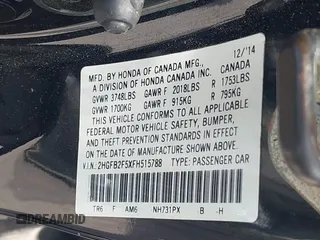 12/'14
MFD. BY HONDA OF CANADA MFG.,
A DIVISION OF HONDA CANADA INC. CANADA
GVWR 3748LBS GAWR F 2018LBS R 1753LBS
GVWR 1700KG GAWR F 915KG R 795KG
THIS VEHICLE CONFORMS TO ALL APPLICABLE
FEDERAL MOTOR VEHICLE SAFETY, BUMPER,
AND THEFT PREVENTION STANDARDS IN EFFECT
ON THE DATE OF MANUFACTURE SHOWN ABOVE.
V.I.N: 2HGFB2F5XFH515788 TYPE: PASSENGER CAR
TR6 F AM6 NH731PX B -H